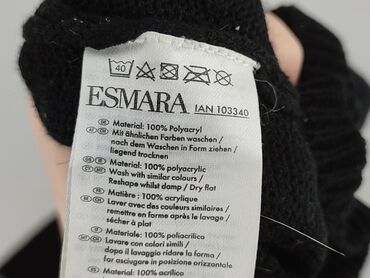 40
ESMARA IAN 103340
Material: 100% Polyacryl
Mit ähnlichen Farben waschen /
nach dem Waschen in Form ziehen /
liegend trocknen
Material: 100% polyacrylic
Wash with similar colours /
Reshape whilst damp / Dry flat
Matière : 100% acrylique
Laver avec des couleurs similaires /
remettre en forme après le lavage /
sécher à plat
Materiale: 100% poliacrilico
Lavare con colori simili /
dopo il lavaggio ridare la forma /
far asciugare in posizione orizzontale
Material: 100% acrílico